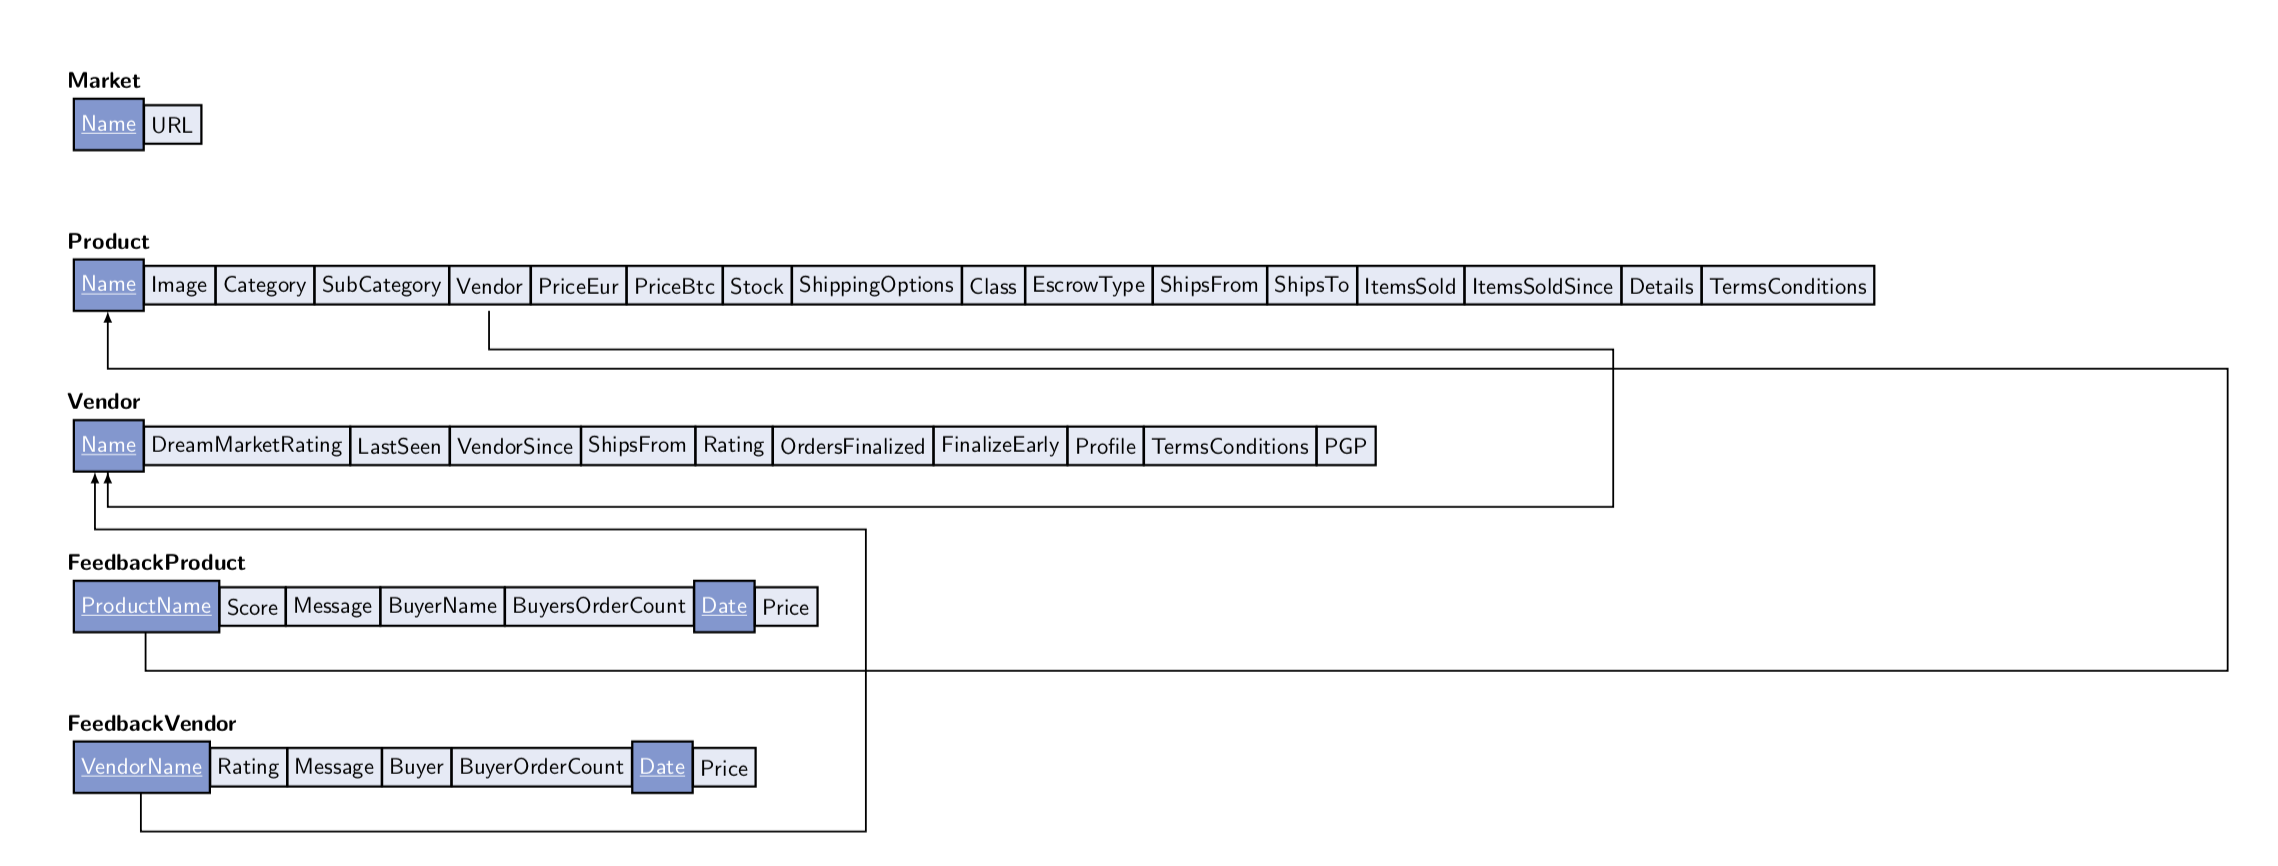 Market
Name URL
Product
Name Image Category SubCategory Vendor PriceEur PriceBtc Stock ShippingOptions Class EscrowType ShipsFrom ShipsTo ItemsSold ItemsSoldSince Details TermsConditions
Vendor
Name DreamMarketRating LastSeen VendorSince ShipsFrom Rating OrdersFinalized FinalizeEarly Profile TermsConditions PGP
FeedbackProduct
ProductName Score Message BuyerName BuyersOrderCount Date Price
FeedbackVendor
VendorName Rating Message Buyer BuyerOrderCount Date Price